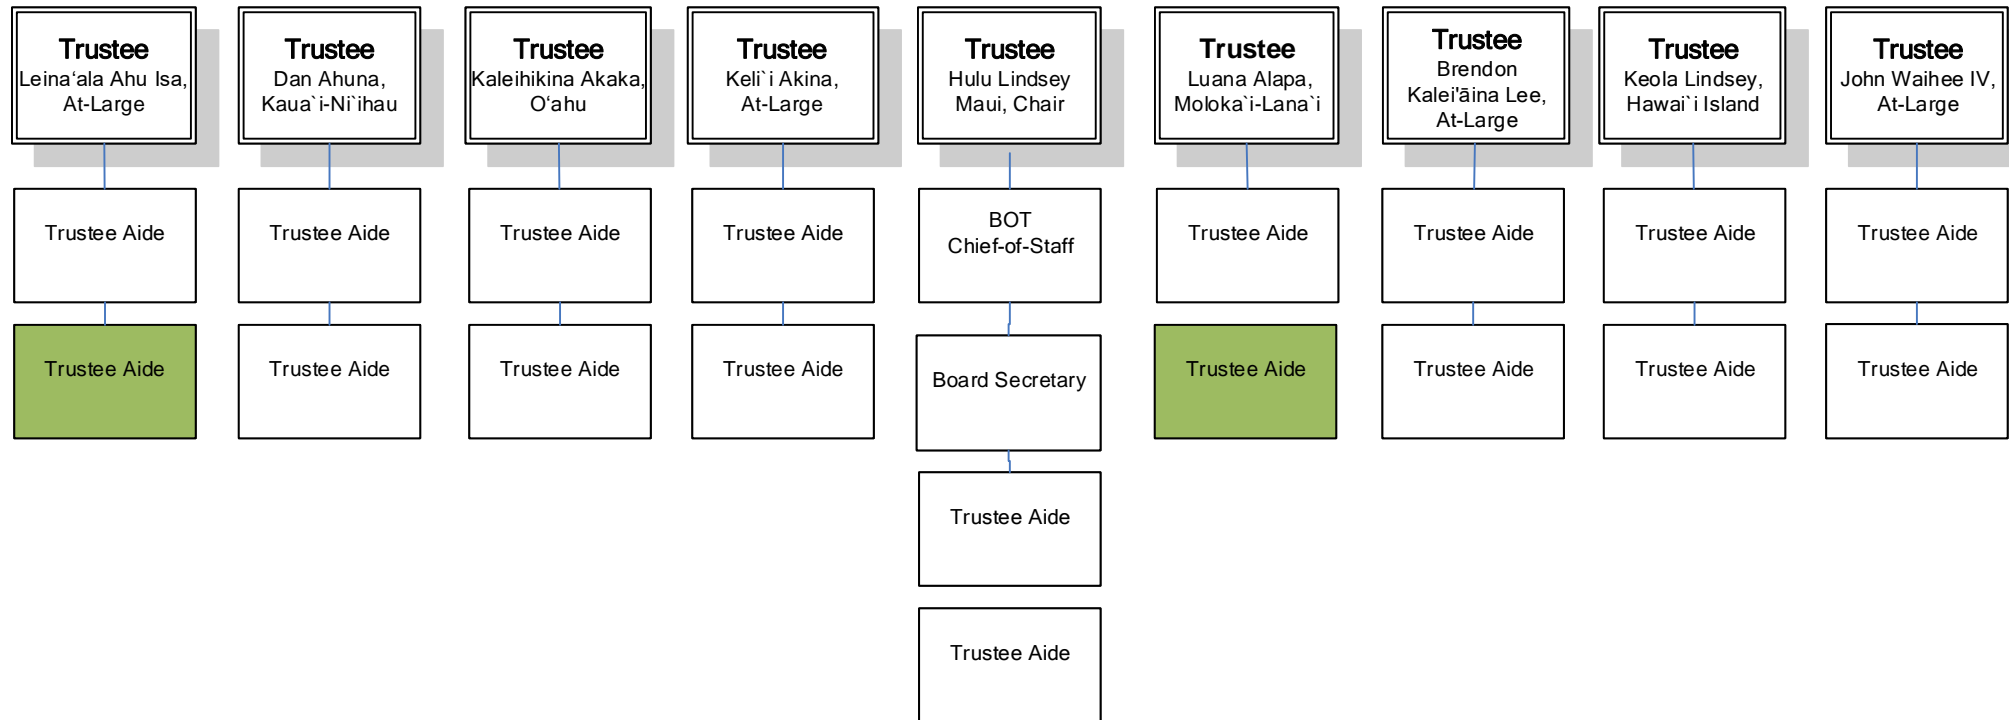 Trustee
Leina‘ala Ahu Isa,
At-Large
Trustee
Dan Ahuna,
Kaua`i-Ni`ihau
Trustee
Kaleihikina Akaka,
O‘ahu
Trustee
Keli`i Akina,
At-Large
Trustee
Hulu Lindsey
Maui, Chair
Trustee
Luana Alapa,
Moloka`i-Lana`i
Trustee
Brendon
Kalei'āina Lee,
At-Large
Trustee
Keola Lindsey,
Hawai`i Island
Trustee
John Waihee IV,
At-Large
Trustee Aide
Trustee Aide
Trustee Aide
Trustee Aide
BOT
Chief-of-Staff
Trustee Aide
Trustee Aide
Trustee Aide
Trustee Aide
Trustee Aide
Trustee Aide
Trustee Aide
Trustee Aide
Board Secretary
Trustee Aide
Trustee Aide
Trustee Aide
Trustee Aide
Trustee Aide
Trustee Aide